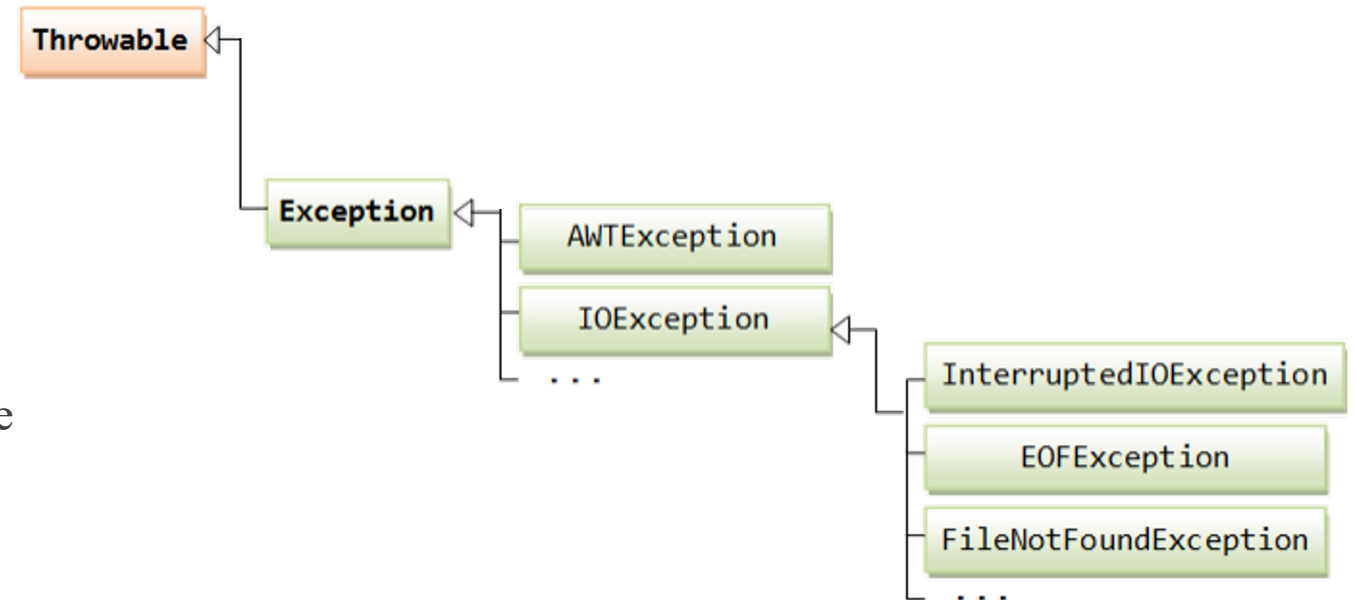 Throwable
Exception
AWTException
IOException
...
InterruptedIOException
e
EOFException
FileNotFoundException
...